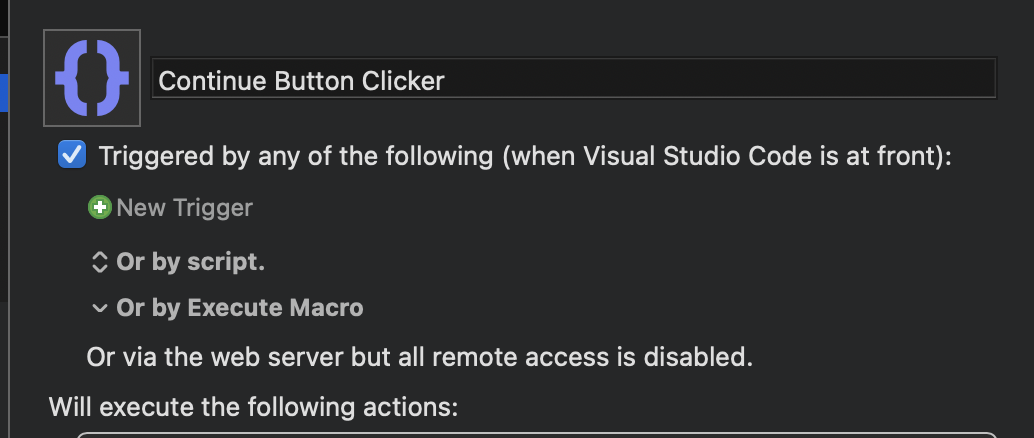 Continue Button Clicker
Triggered by any of the following (when Visual Studio Code is at front):
New Trigger
Or by script.
Or by Execute Macro
Or via the web server but all remote access is disabled.
Will execute the following actions: